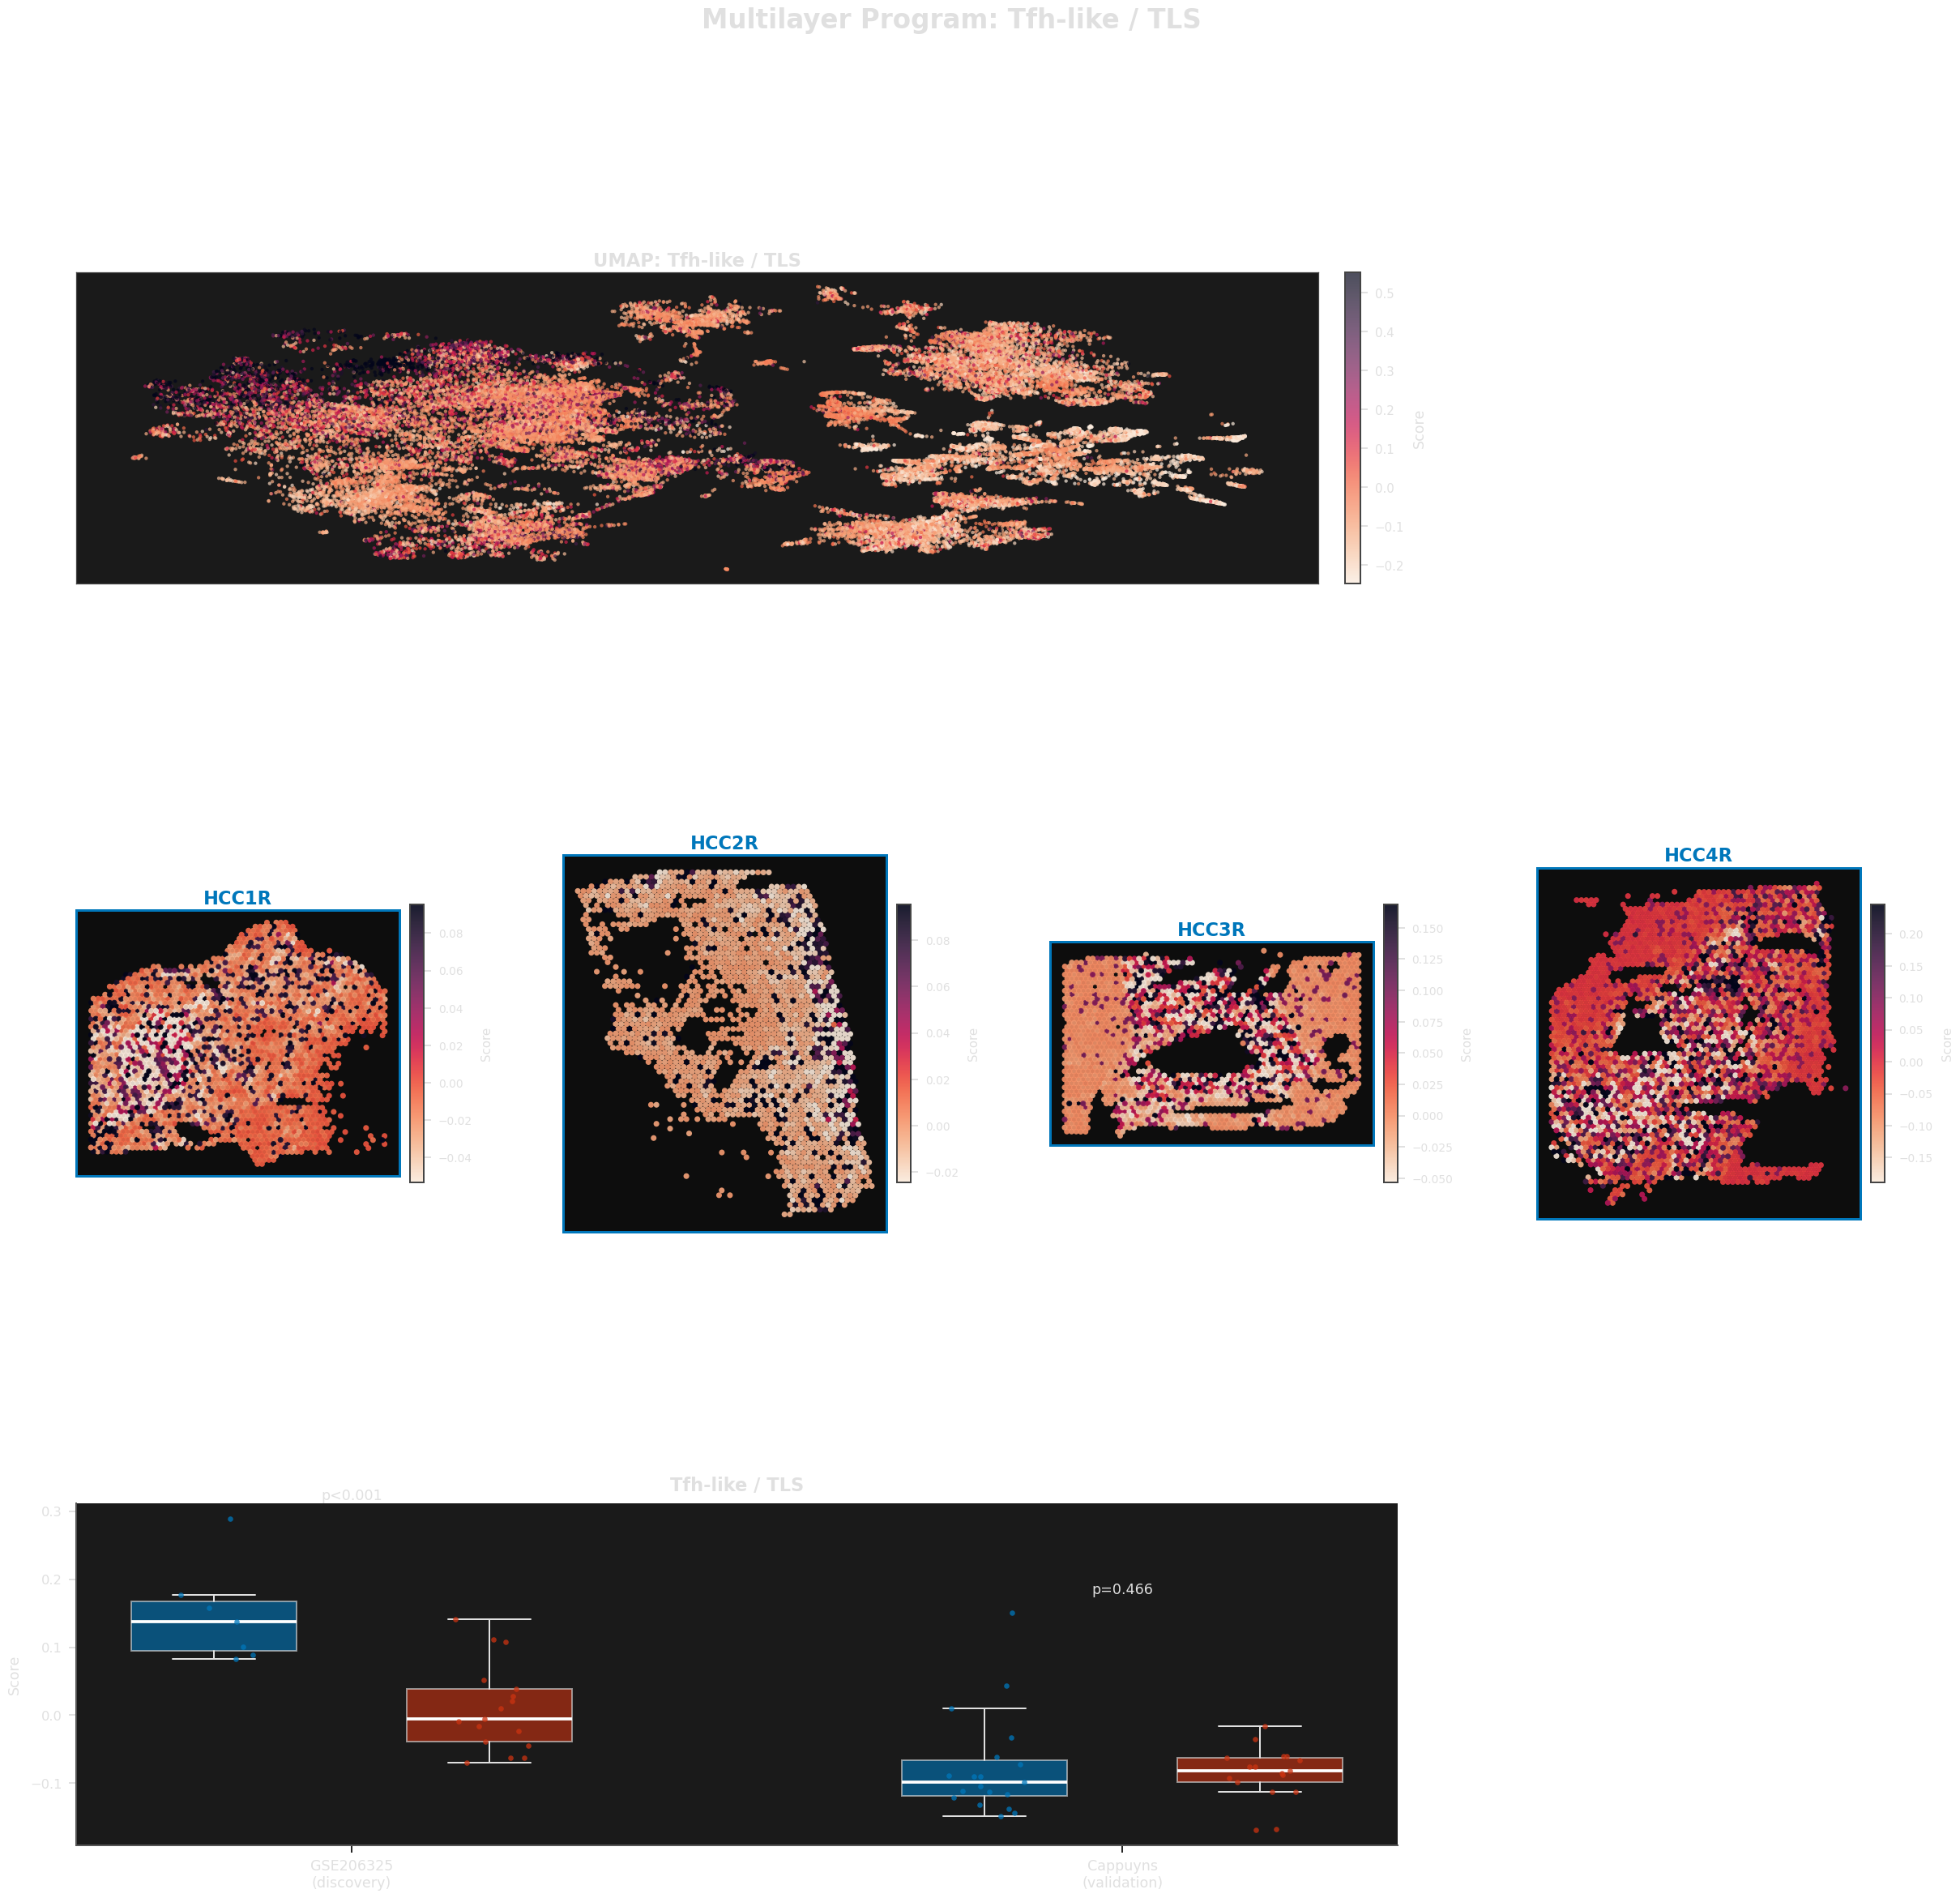 Multilayer Program: Tfh-like / TLS
UMAP: Tfh-like / TLS
0.5
0.4
0.3
0.2
0.1
0.0
−0.1
−0.2
Score
HCC1R
0.08
0.06
0.04
0.02
0.00
−0.02
−0.04
Score
HCC2R
0.08
0.06
0.04
0.02
0.00
−0.02
Score
HCC3R
0.150
0.125
0.100
0.075
0.050
0.025
0.000
−0.025
−0.050
Score
HCC4R
0.20
0.15
0.10
0.05
0.00
−0.05
−0.10
−0.15
Score
Tfh-like / TLS
p<0.001
p=0.466
0.3
0.2
0.1
0.0
−0.1
Score
GSE206325
(discovery)
Cappuyns
(validation)